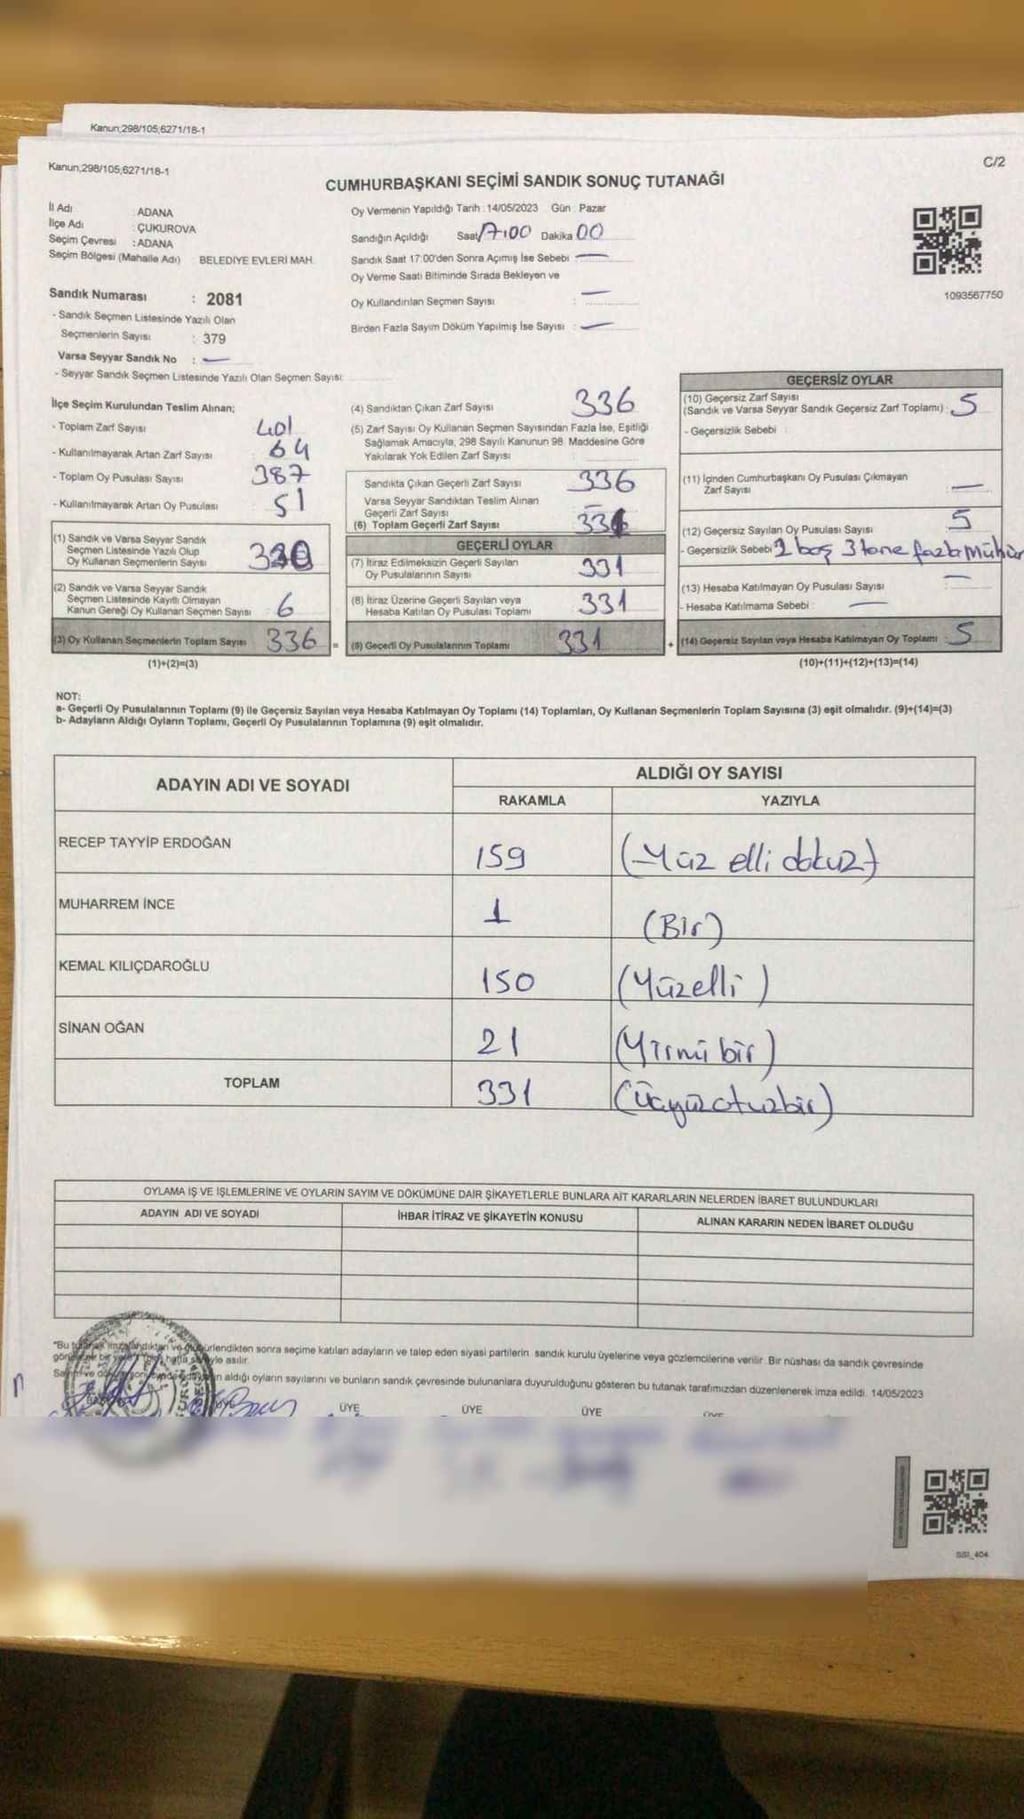 Kanun;298/105;6271/18-1
Kanun;298/105;6271/18-1
C/2
CUMHURBAŞKANI SEÇİMİ SANDIK SONUÇ TUTANAĞI
İl Adı : ADANA
İlçe Adı : ÇUKUROVA
Seçim Çevresi : ADANA
Seçim Bölgesi (Mahalle Adı) BELEDİYE EVLERİ MAH.
Oy Vermenin Yapıldığı Tarih : 14/05/2023 Gün : Pazar
Sandığın Açıldığı Saat 17:00 Dakika 00
Sandık Saat 17:00'den Sonra Açımış İse Sebebi —
Oy Verme Saati Bitiminde Sırada Bekleyen ve
Oy Kullandırılan Seçmen Sayısı : —
Birden Fazla Sayım Döküm Yapılmış İse Sayısı : —
1093567750
Sandık Numarası : 2081
- Sandık Seçmen Listesinde Yazılı Olan
Seçmenlerin Sayısı : 379
Varsa Seyyar Sandık No : —
- Seyyar Sandık Seçmen Listesinde Yazılı Olan Seçmen Sayısı:
İlçe Seçim Kurulundan Teslim Alınan;
- Toplam Zarf Sayısı 401
- Kullanılmayarak Artan Zarf Sayısı 64
- Toplam Oy Pusulası Sayısı 387
- Kullanılmayarak Artan Oy Pusulası 51
(1) Sandık ve Varsa Seyyar Sandık
Seçmen Listesinde Yazılı Olup
Oy Kullanan Seçmenlerin Sayısı
(2) Sandık ve Varsa Seyyar Sandık
Seçmen Listesinde Kayıtlı Olmayan
Kanun Gereği Oy Kullanan Seçmen Sayısı 6
(3) Oy Kullanan Seçmenlerin Toplam Sayısı 336 =
(1)+(2)=(3)
(4) Sandıktan Çıkan Zarf Sayısı 336
(5) Zarf Sayısı Oy Kullanan Seçmen Sayısından Fazla İse, Eşitliği
Sağlamak Amacıyla, 298 Sayılı Kanunun 98. Maddesine Göre
Yakılarak Yok Edilen Zarf Sayısı :
Sandıkta Çıkan Geçerli Zarf Sayısı 336
Varsa Seyyar Sandıktan Teslim Alınan
Geçerli Zarf Sayısı —
(6) Toplam Geçerli Zarf Sayısı
GEÇERLİ OYLAR
(7) İtiraz Edilmeksizin Geçerli Sayılan
Oy Pusulalarının Sayısı 331
(8) İtiraz Üzerine Geçerli Sayılan veya
Hesaba Katılan Oy Pusulası Toplamı 331
(9) Geçerli Oy Pusulalarının Toplamı 331 +
GEÇERSİZ OYLAR
(10) Geçersiz Zarf Sayısı
(Sandık ve Varsa Seyyar Sandık Geçersiz Zarf Toplamı) : 5
- Geçersizlik Sebebi :
(11) İçinden Cumhurbaşkanı Oy Pusulası Çıkmayan
Zarf Sayısı —
(12) Geçersiz Sayılan Oy Pusulası Sayısı 5
- Geçersizlik Sebebi : boş 3 tane fazla Mühür
(13) Hesaba Katılmayan Oy Pusulası Sayısı : —
- Hesaba Katılmama Sebebi : —
(14) Geçersiz Sayılan veya Hesaba Katılmayan Oy Toplamı : 5
(10)+(11)+(12)+(13)=(14)
NOT:
a- Geçerli Oy Pusulalarının Toplamı (9) ile Geçersiz Sayılan veya Hesaba Katılmayan Oy Toplamı (14) Toplamları, Oy Kullanan Seçmenlerin Toplam Sayısına (3) eşit olmalıdır. (9)+(14)=(3)
b- Adayların Aldığı Oyların Toplamı, Geçerli Oy Pusulalarının Toplamına (9) eşit olmalıdır.
ADAYIN ADI VE SOYADI
ALDIĞI OY SAYISI
RAKAMLA YAZIYLA
RECEP TAYYİP ERDOĞAN 159 (Yüz elli dokuz)
MUHARREM İNCE 1 (Bir)
KEMAL KILIÇDAROĞLU 150 (Yüzelli)
SİNAN OĞAN 21 (Yirmi bir)
TOPLAM 331 (Üçyüzotuzbir)
OYLAMA İŞ VE İŞLEMLERİNE VE OYLARIN SAYIM VE DÖKÜMÜNE DAİR ŞİKAYETLERLE BUNLARA AİT KARARLARIN NELERDEN İBARET BULUNDUKLARI
ADAYIN ADI VE SOYADI İHBAR İTİRAZ VE ŞİKAYETİN KONUSU ALINAN KARARIN NEDEN İBARET OLDUĞU
"Bu ve sonra seçime katılan adayların ve talep eden siyasi partilerin sandık kurulu üyelerine veya gözlemcilerine verilir. Bir nüshası da sandık çevresinde
asılır.
aldığı oyların sayılarını ve bunların sandık çevresinde bulunanlara duyurulduğunu gösteren bu tutanak tarafımızdan düzenlenerek imza edildi. 14/05/2023
ÜYE ÜYE ÜYE ÜYE
SSI_404